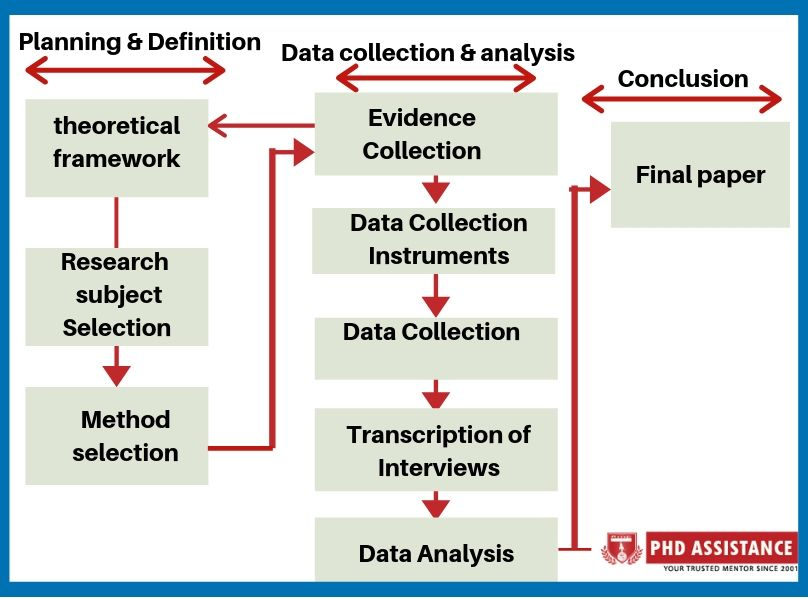 Planning & Definition
Data collection & analysis
Conclusion
theoretical
framework
Research
subject
Selection
Method
selection
Evidence
Collection
Data Collection
Instruments
Data Collection
Transcription of
Interviews
Data Analysis
Final paper
PHD ASSISTANCE
YOUR TRUSTED MENTOR SINCE 2001